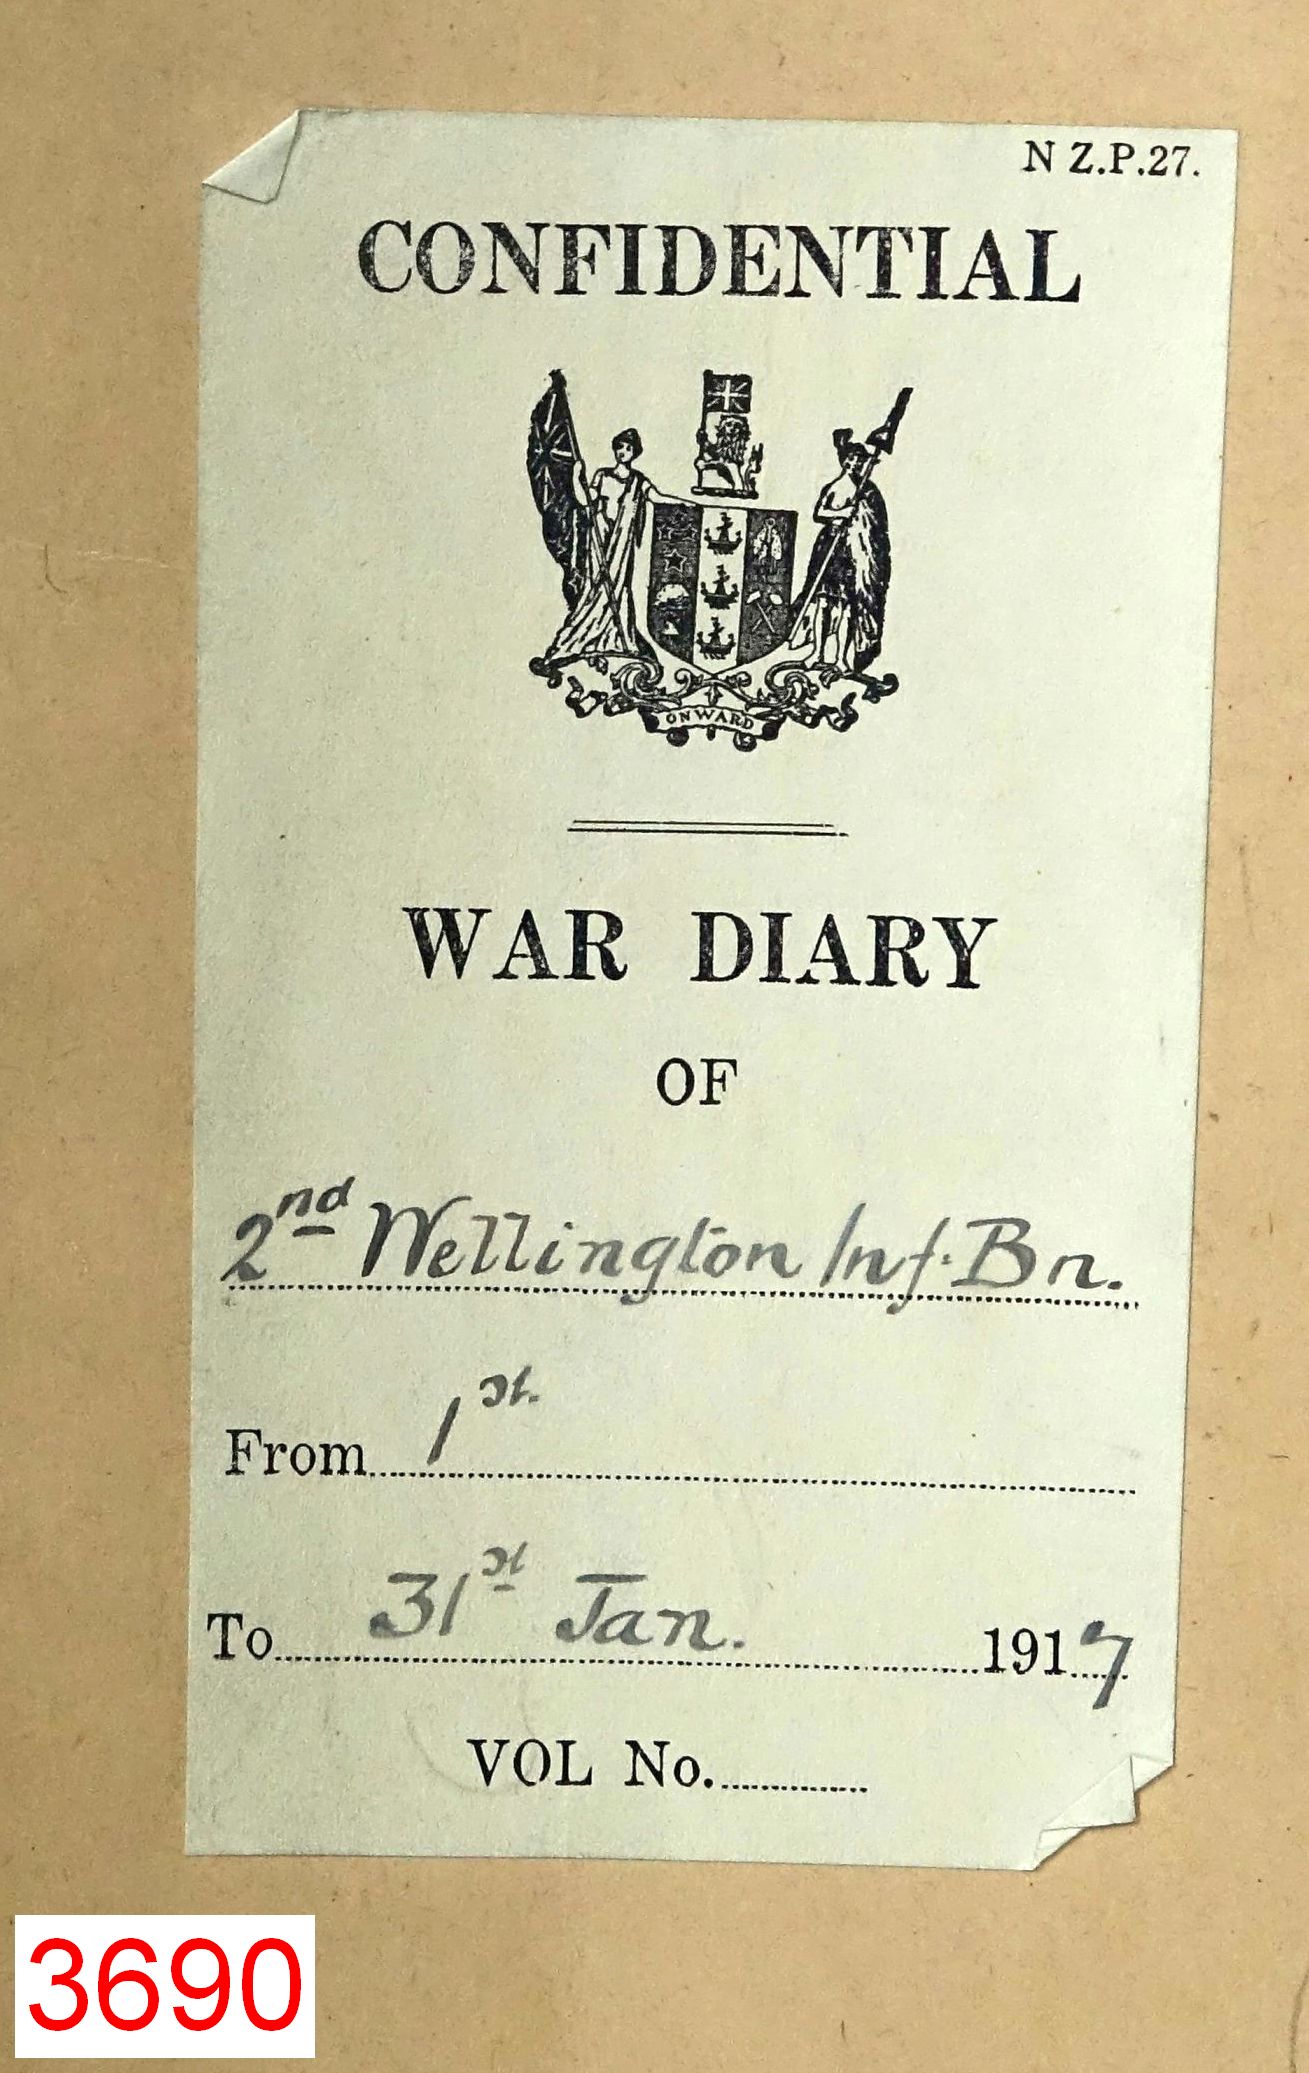 N Z.P.27.
CONFIDENTIAL
ONWARD
WAR DIARY
OF
2nd Wellington Inf. Bn.
From 1st.
To 31st Jan. 1917
VOL No.
3690